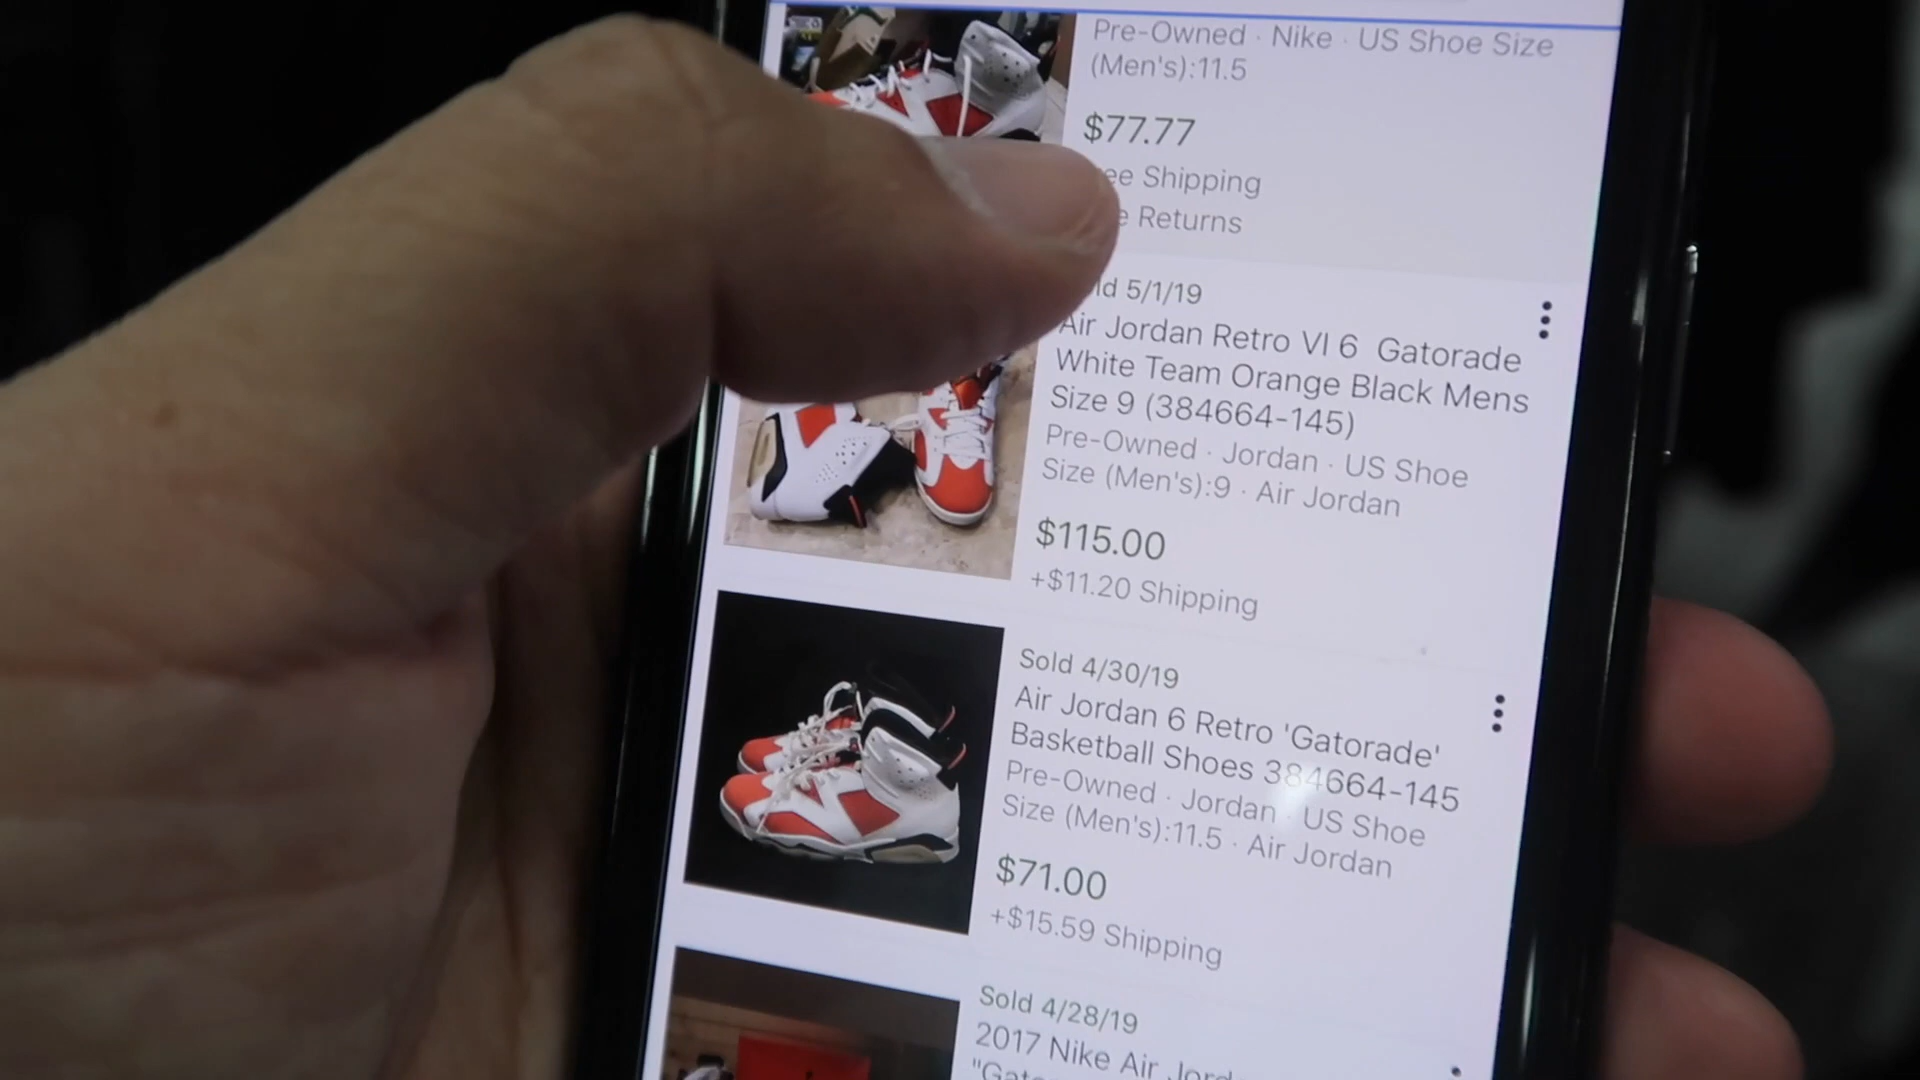 Pre-Owned · Nike · US Shoe Size
(Men's):11.5
$77.77
Shipping
Returns
5/1/19
Air Jordan Retro VI 6 Gatorade
White Team Orange Black Mens
Size 9 (384664-145)
Pre-Owned · Jordan · US Shoe
Size (Men's):9 · Air Jordan
$115.00
+$11.20 Shipping
Sold 4/30/19
Air Jordan 6 Retro 'Gatorade'
Basketball Shoes 384664-145
Pre-Owned · Jordan · US Shoe
Size (Men's):11.5 · Air Jordan
$71.00
+$15.59 Shipping
Sold 4/28/19
2017 Nike Air